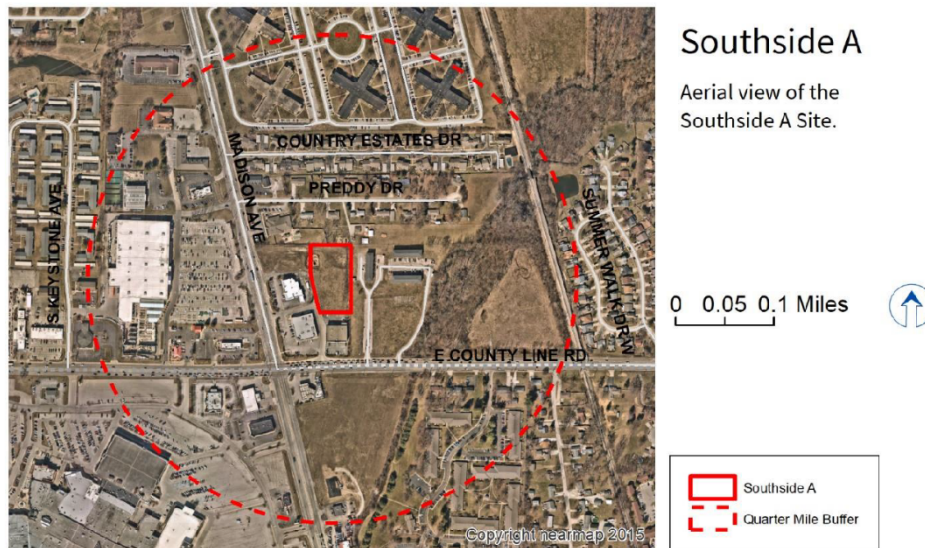 Southside A
Aerial view of the
Southside A Site.
COUNTRY ESTATES DR
MADISON AVE
PREDDY DR
S KEYSTONE AVE
SUMMER WALK DRAW
E COUNTY LINE RD
0 0.05 0.1 Miles
Copyright nearmap 2015
Southside A
Quarter Mile Buffer